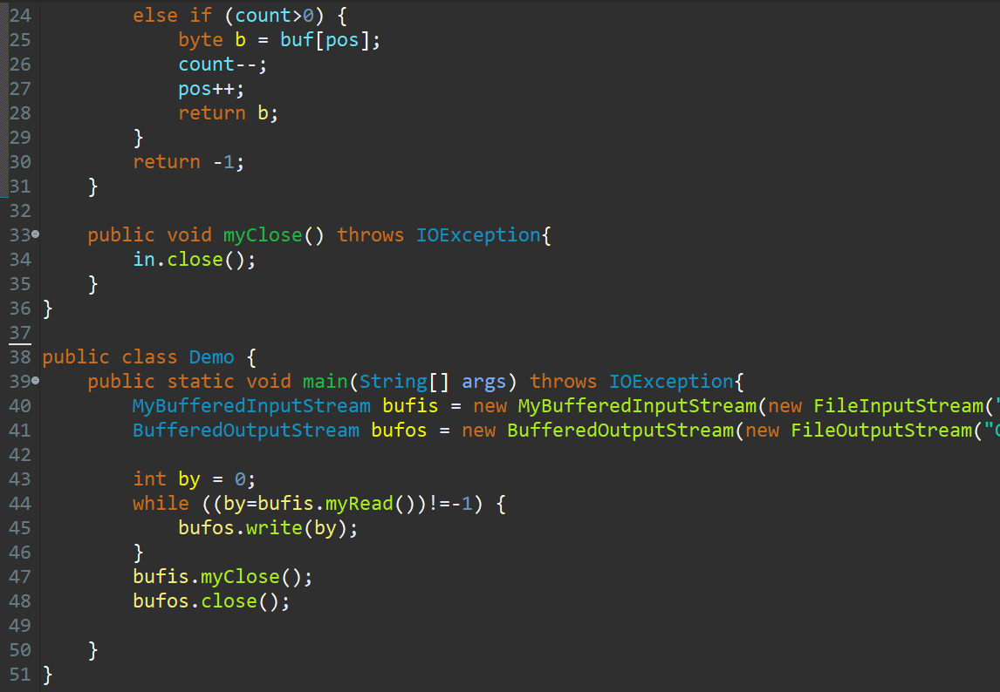 24 else if (count>0) {
25 byte b = buf[pos];
26 count--;
27 pos++;
28 return b;
29 }
30 return -1;
31 }
32
33 public void myClose() throws IOException{
34 in.close();
35 }
36 }
37
38 public class Demo {
39 public static void main(String[] args) throws IOException{
40 MyBufferedInputStream bufis = new MyBufferedInputStream(new FileInputStream("
41 BufferedOutputStream bufos = new BufferedOutputStream(new FileOutputStream("
42
43 int by = 0;
44 while ((by=bufis.myRead())!=-1) {
45 bufos.write(by);
46 }
47 bufis.myClose();
48 bufos.close();
49
50 }
51 }